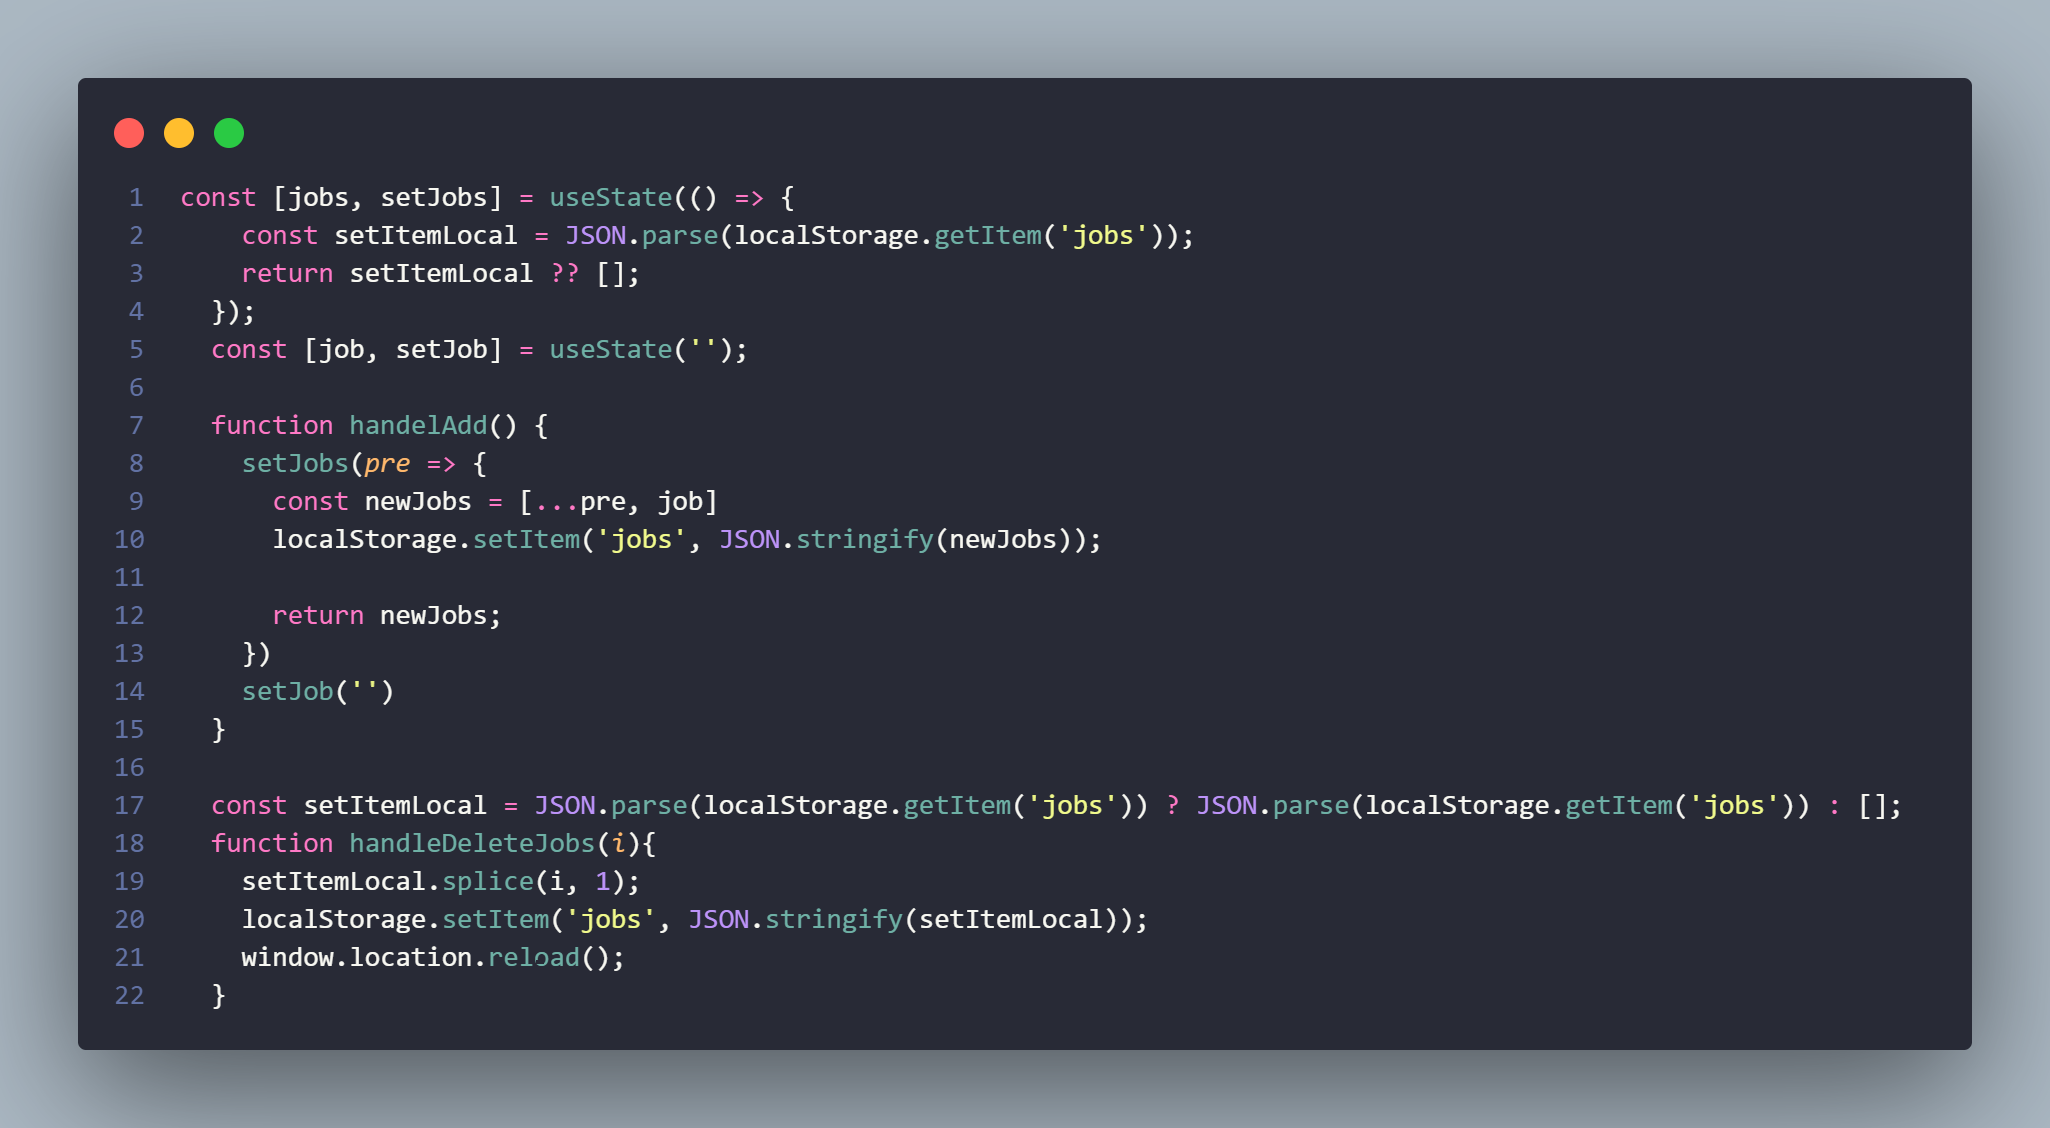 1 const [jobs, setJobs] = useState(() => {
2 const setItemLocal = JSON.parse(localStorage.getItem('jobs'));
3 return setItemLocal ?? [];
4 });
5 const [job, setJob] = useState('');
6
7 function handelAdd() {
8 setJobs(pre => {
9 const newJobs = [...pre, job]
10 localStorage.setItem('jobs', JSON.stringify(newJobs));
11
12 return newJobs;
13 })
14 setJob('')
15 }
16
17 const setItemLocal = JSON.parse(localStorage.getItem('jobs')) ? JSON.parse(localStorage.getItem('jobs')) : [];
18 function handleDeleteJobs(i){
19 setItemLocal.splice(i, 1);
20 localStorage.setItem('jobs', JSON.stringify(setItemLocal));
21 window.location.reload();
22 }